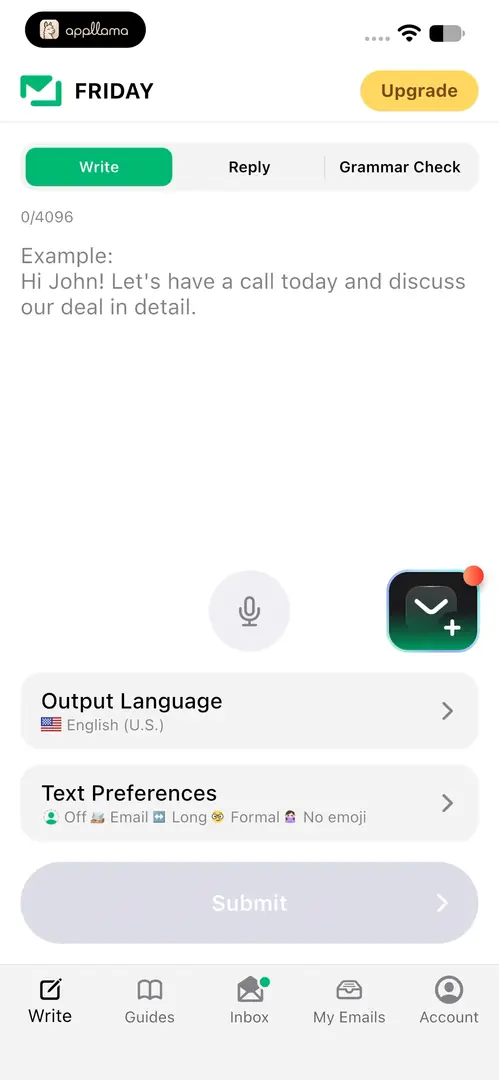 appllama
FRIDAY
Upgrade
Write
Reply
Grammar Check
0/4096
Example:
Hi John! Let's have a call today and discuss
our deal in detail.
Output Language
English (U.S.)
Text Preferences
Off Email Long Formal No emoji
Submit
Write
Guides
Inbox
My Emails
Account